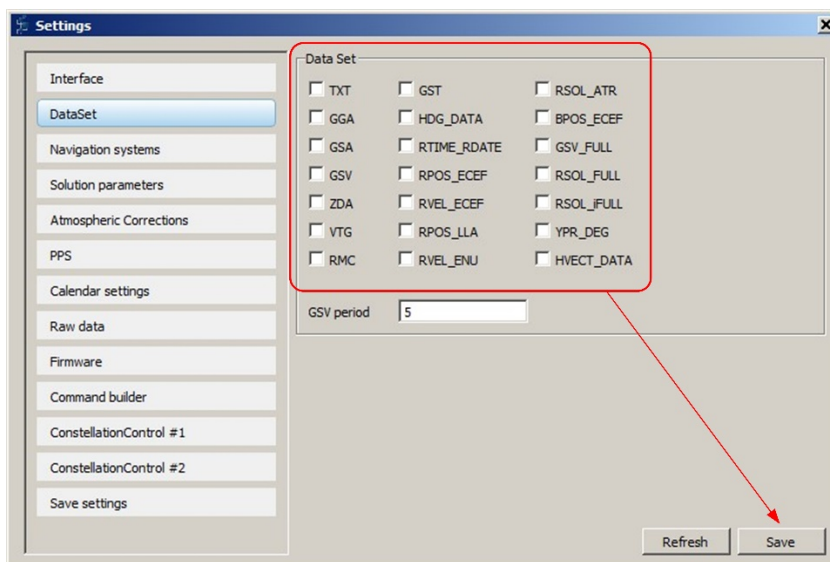 Settings
Interface
DataSet
Navigation systems
Solution parameters
Atmospheric Corrections
PPS
Calendar settings
Raw data
Firmware
Command builder
ConstellationControl #1
ConstellationControl #2
Save settings
Data Set
TXT GST RSOL_ATR
GGA HDG_DATA BPOS_ECEF
GSA RTIME_RDATE GSV_FULL
GSV RPOS_ECEF RSOL_FULL
ZDA RVEL_ECEF RSOL_iFULL
VTG RPOS_LLA YPR_DEG
RMC RVEL_ENU HVECT_DATA
GSV period 5
Refresh Save